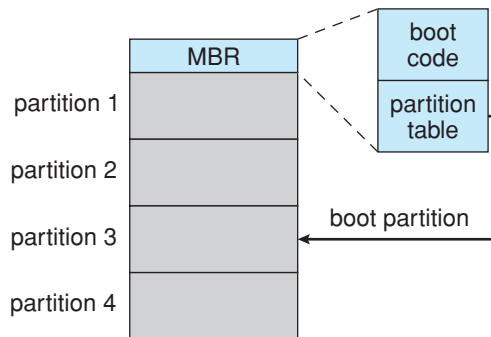 MBR
boot
code
partition 1
partition
table
partition 2
boot partition
partition 3
partition 4